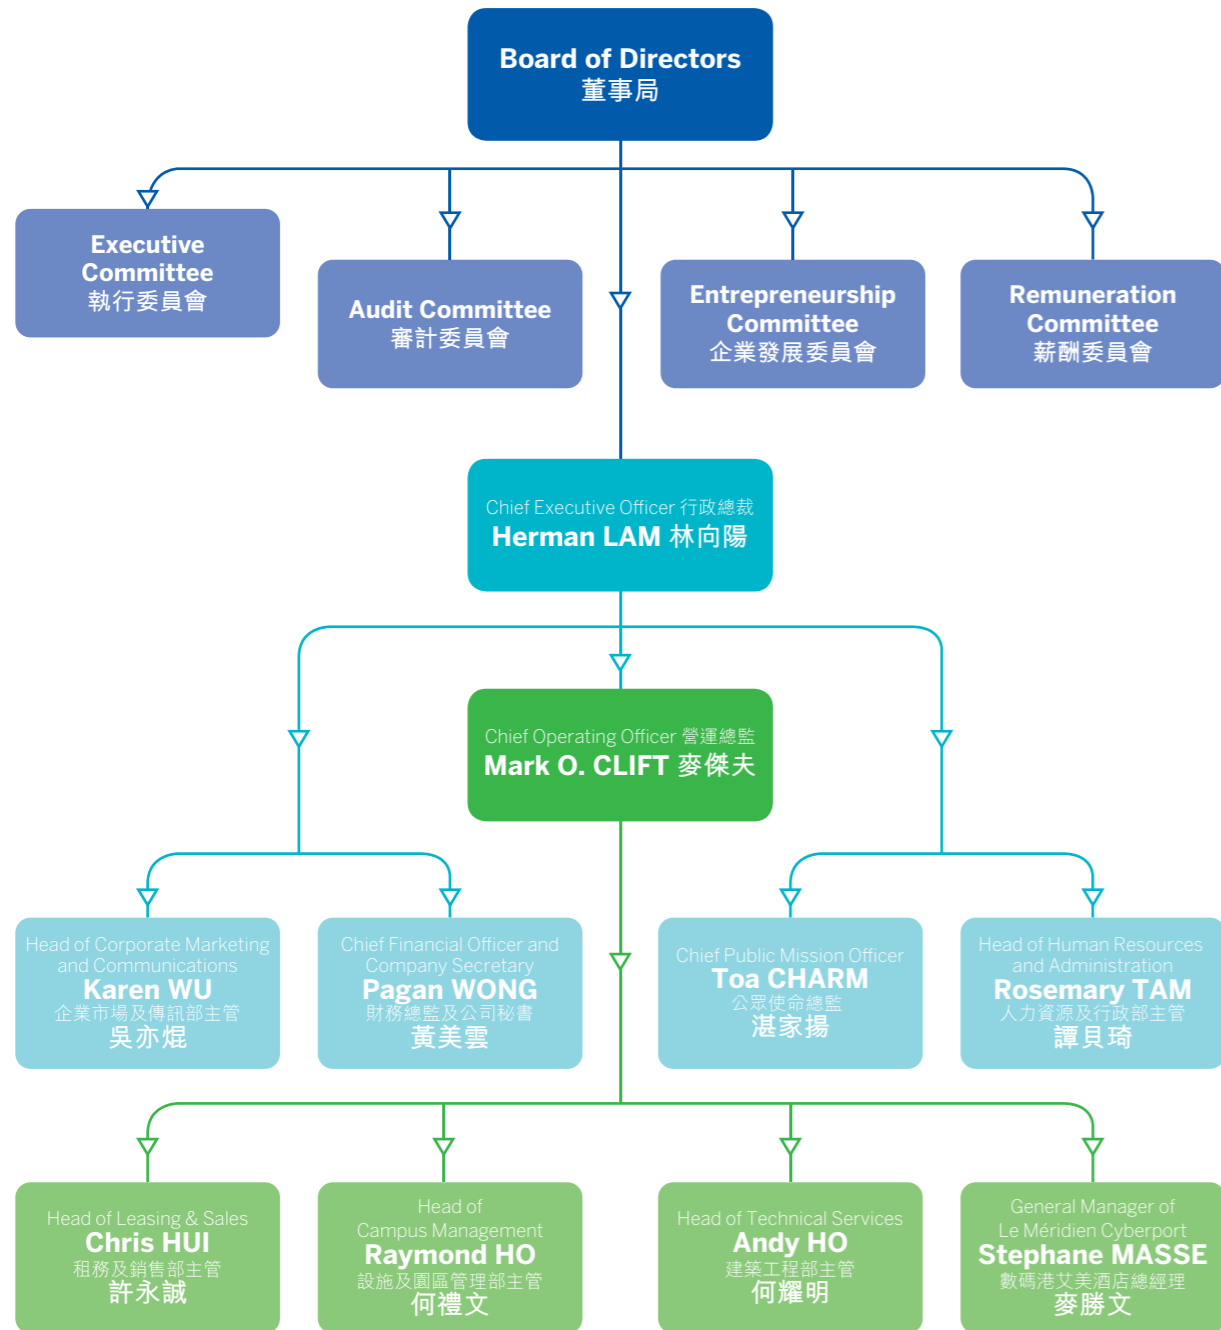 Board of Directors
董事局
Executive
Committee
執行委員會
Audit Committee
審計委員會
Entrepreneurship
Committee
企業發展委員會
Remuneration
Committee
薪酬委員會
Chief Executive Officer 行政總裁
Herman LAM 林向陽
Chief Operating Officer 營運總監
Mark O. CLIFT 麥傑夫
Head of Corporate Marketing
and Communications
Karen WU
企業市場及傳訊部主管
吳亦焜
Chief Financial Officer and
Company Secretary
Pagan WONG
財務總監及公司秘書
黃美雲
Chief Public Mission Officer
Toa CHARM
公眾使命總監
湛家揚
Head of Human Resources
and Administration
Rosemary TAM
人力資源及行政部主管
譚貝琦
Head of Leasing & Sales
Chris HUI
租務及銷售部主管
許永誠
Head of
Campus Management
Raymond HO
設施及園區管理部主管
何禮文
Head of Technical Services
Andy HO
建築工程部主管
何耀明
General Manager of
Le Méridien Cyberport
Stephane MASSE
數碼港艾美酒店總經理
麥勝文